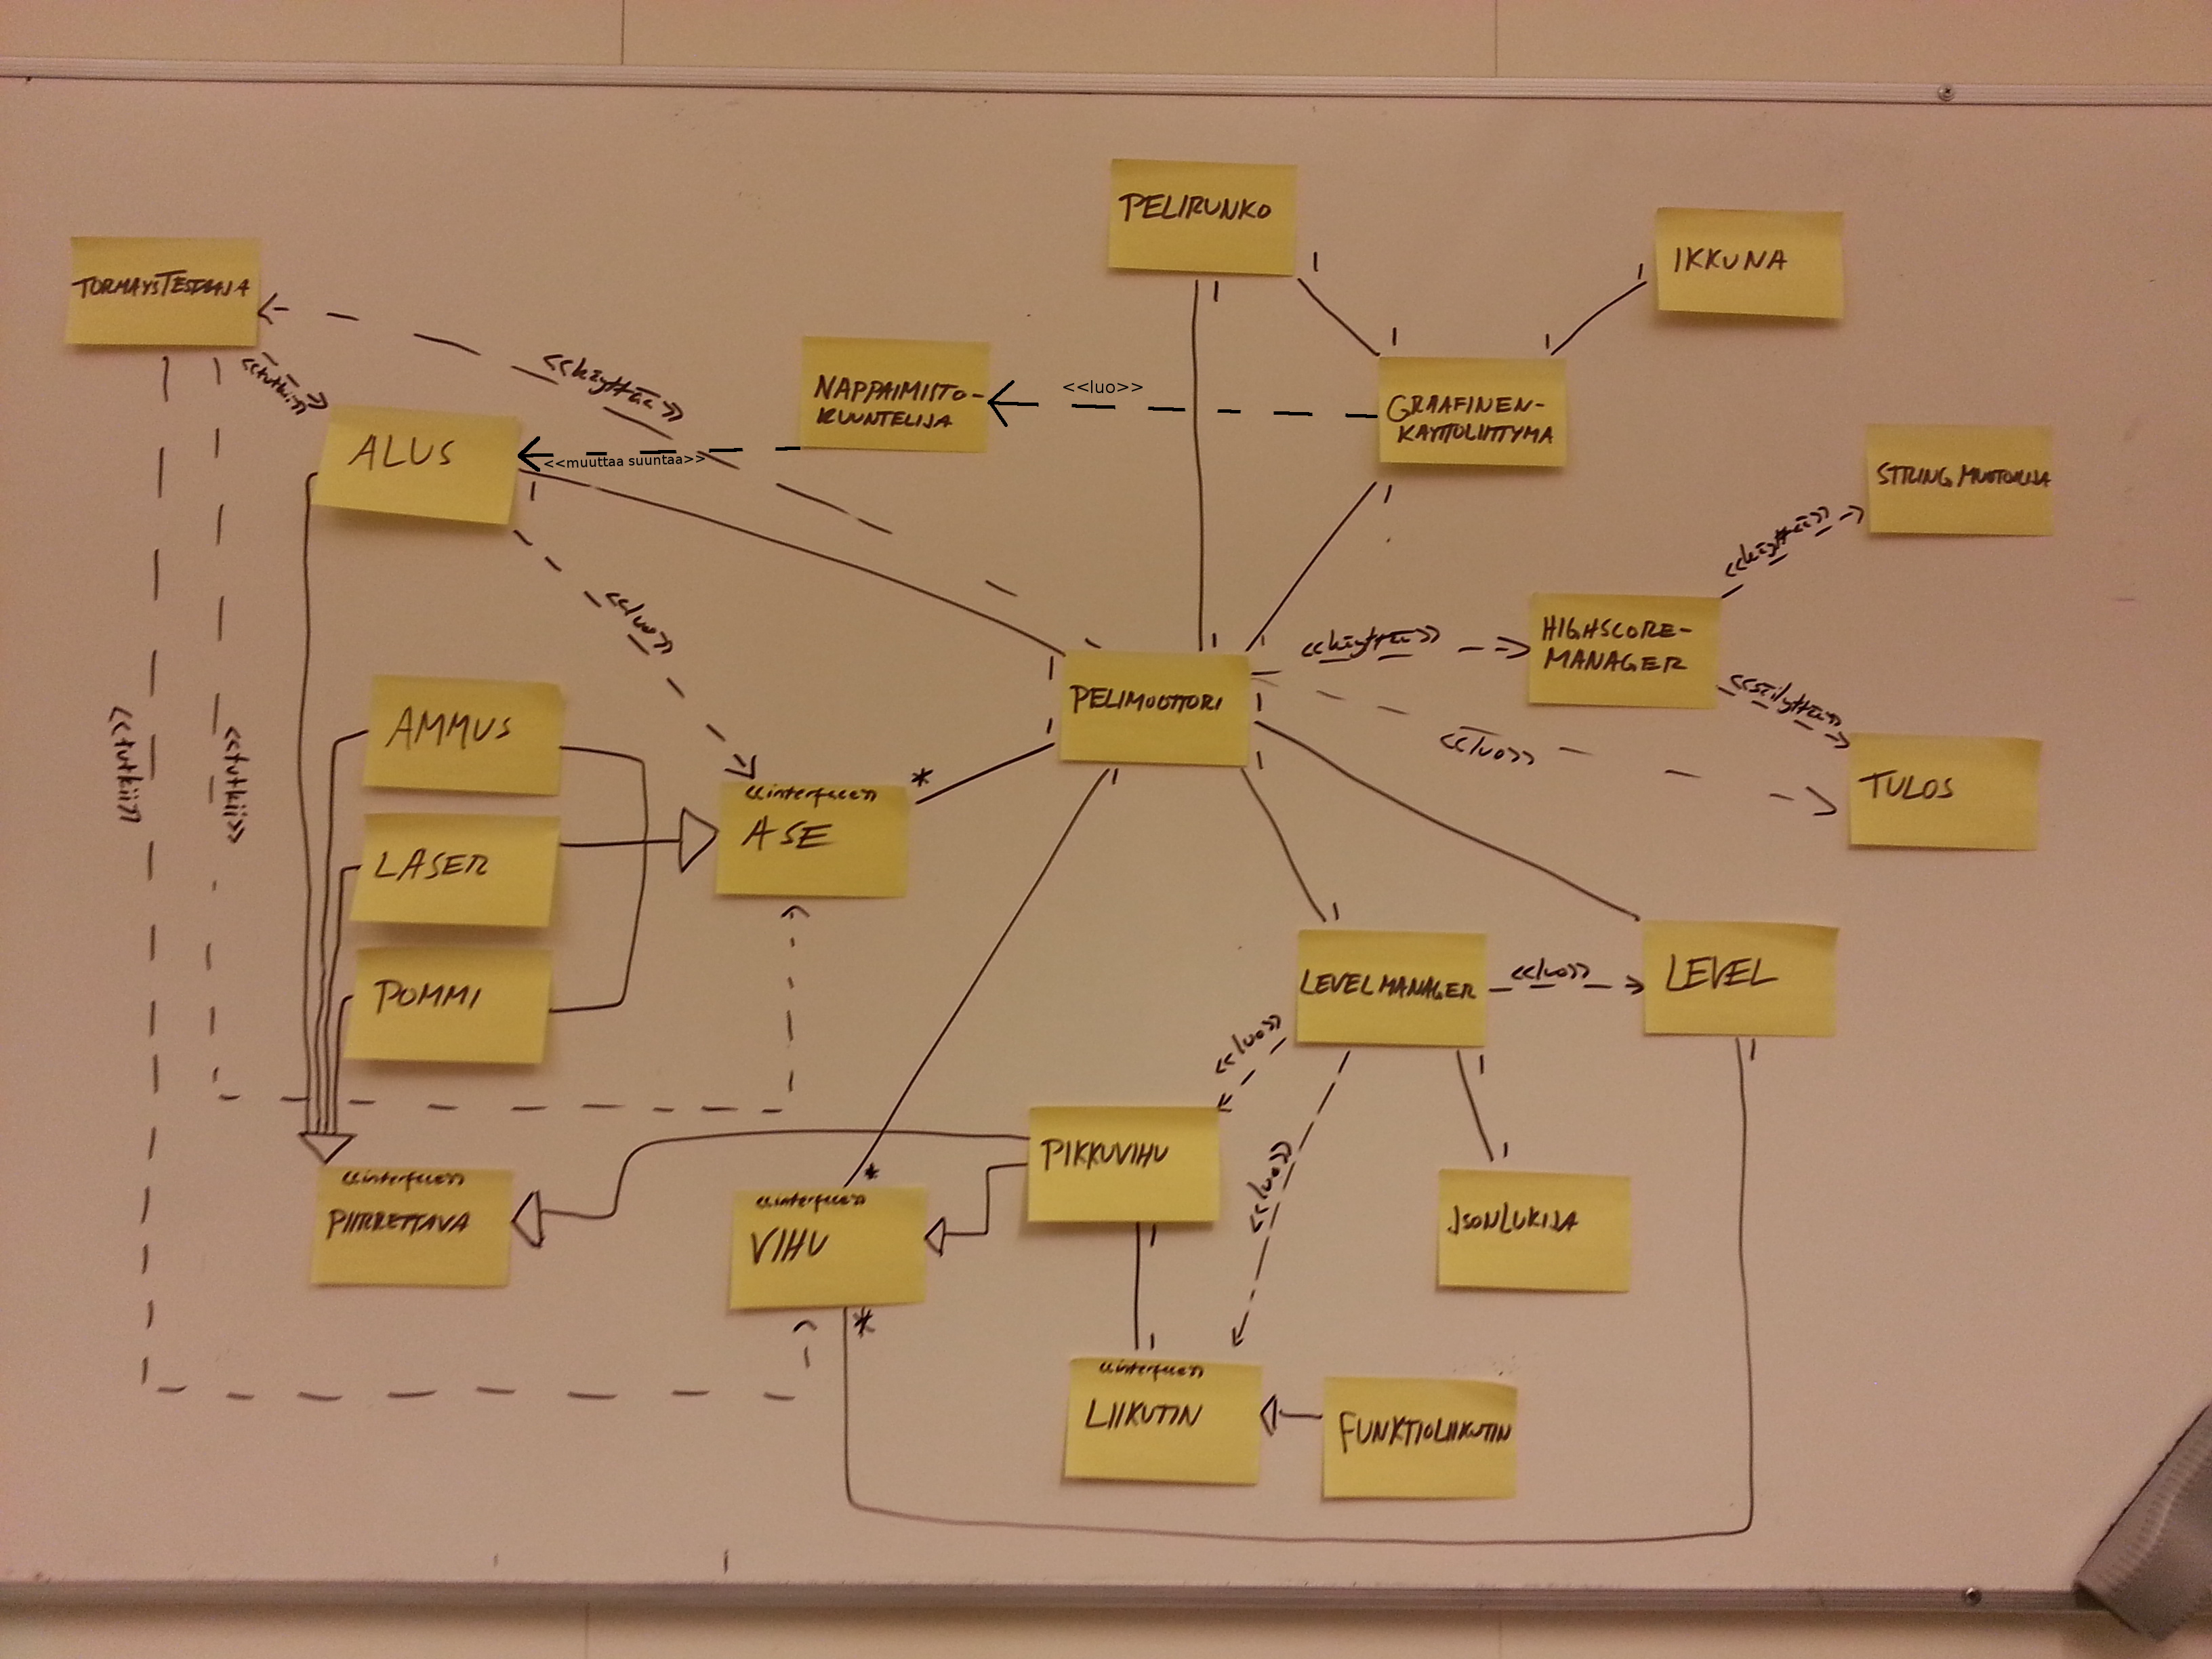 PELIRUNKO
IKKUNA
TORMAYSTESTAAJA
<<käyttää>>
<<tutkii>>
NAPPAIMISTO-
KUUNTELIJA
<<luo>>
GRAAFINEN-
KAYTTOLIITTYMA
ALUS
<<muuttaa suuntaa>>
STRINGMUOTOILIJA
<<käyttää>>
<<luo>>
<<käyttää>>
HIGHSCORE-
MANAGER
<<säilyttää>>
PELIMOOTTORI
<<luo>>
TULOS
<<tutkii>>
<<tutkii>>
AMMUS
LASER
POMMI
*
<<interface>>
ASE
LEVELMANAGER
<<luo>>
LEVEL
<<luo>>
<<luo>>
PIKKUVIHU
JSONLUKIJA
<<interface>>
PIIRRETTAVA
*
<<interface>>
VIHU
*
<<interface>>
LIIKUTIN
FUNKTIOLIIKUTIN